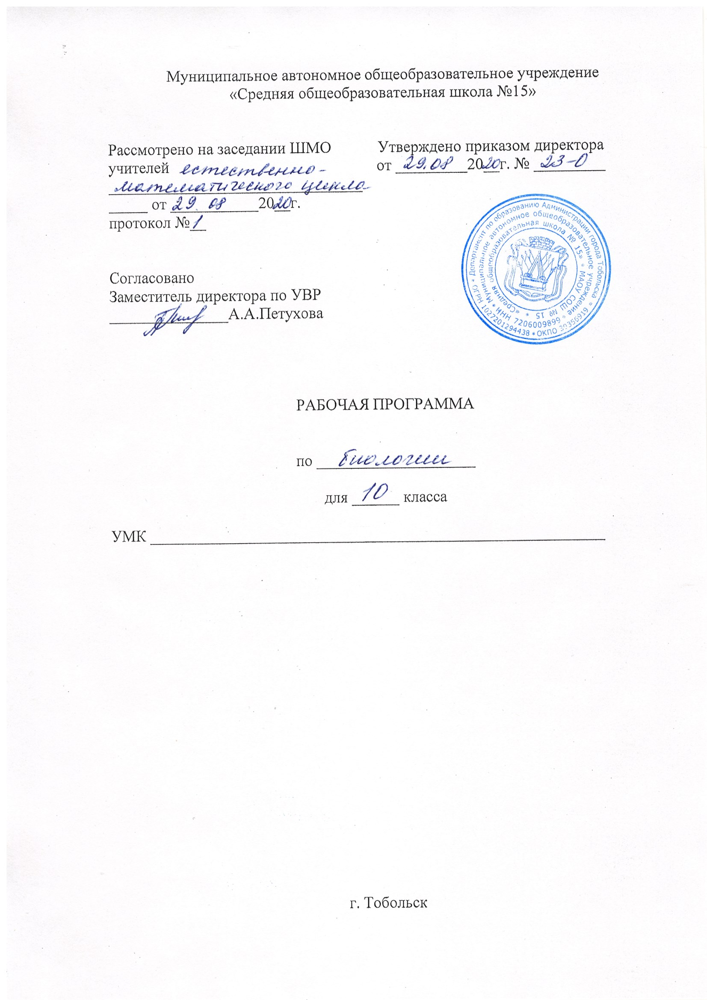 Муниципальное автономное общеобразовательное учреждение
«Средняя общеобразовательная школа №15»
Рассмотрено на заседании ШМО
учителей естественно-
математического цикла
от 29.08 2020г.
протокол №1
Утверждено приказом директора
от 29.08 2020г. № 23-О
Согласовано
Заместитель директора по УВР
А.А.Петухова
* Департамент по образованию Администрации города Тобольска *
1027201294438 * ОКПО
* Муниципальное автономное общеобразовательное учреждение *
ИНН 7206009899
«Средняя общеобразовательная школа № 15» * МАОУ СОШ № 15 *
РАБОЧАЯ ПРОГРАММА
по биологии
для 10 класса
УМК
г. Тобольск